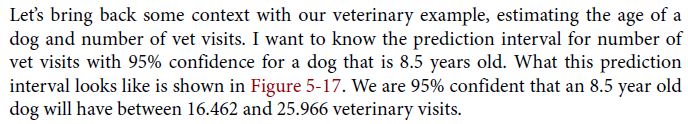 Let’s bring back some context with our veterinary example, estimating the age of a
dog and number of vet visits. I want to know the prediction interval for number of
vet visits with 95% confidence for a dog that is 8.5 years old. What this prediction
interval looks like is shown in Figure 5-17. We are 95% confident that an 8.5 year old
dog will have between 16.462 and 25.966 veterinary visits.